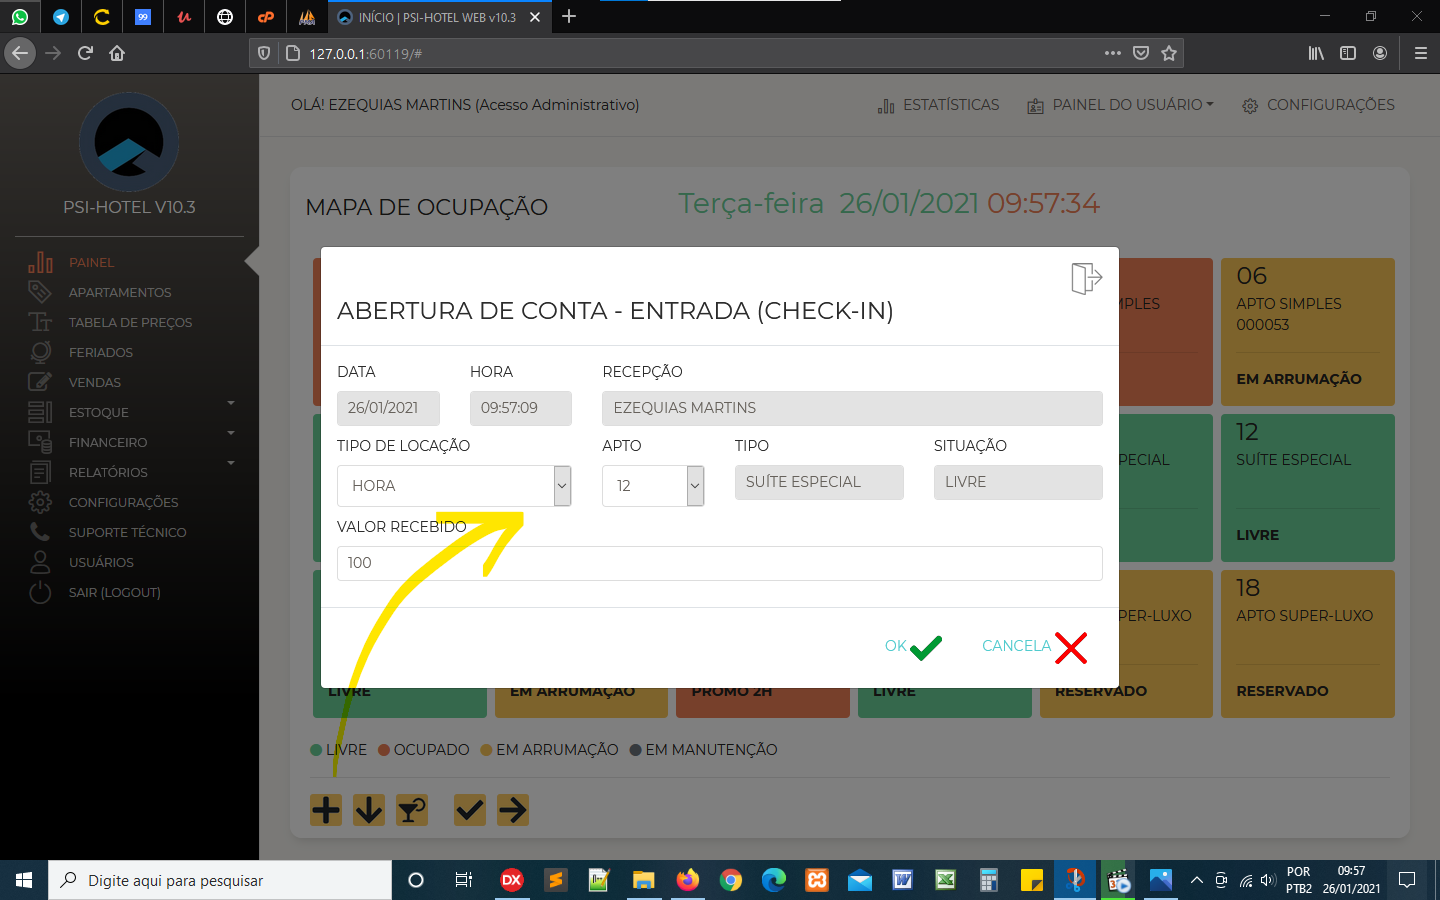 INÍCIO | PSI-HOTEL WEB v10.3
99
cP
127.0.0.1:60119/#
PSI-HOTEL V10.3
PAINEL
APARTAMENTOS
TABELA DE PREÇOS
FERIADOS
VENDAS
ESTOQUE
FINANCEIRO
RELATÓRIOS
CONFIGURAÇÕES
SUPORTE TÉCNICO
USUÁRIOS
SAIR (LOGOUT)
OLÁ! EZEQUIAS MARTINS (Acesso Administrativo)
ESTATÍSTICAS
PAINEL DO USUÁRIO
CONFIGURAÇÕES
MAPA DE OCUPAÇÃO
Terça-feira 26/01/2021 09:57:34
06
APTO SIMPLES
000053
EM ARRUMAÇÃO
12
SUÍTE ESPECIAL
LIVRE
18
APTO SUPER-LUXO
RESERVADO
ABERTURA DE CONTA - ENTRADA (CHECK-IN)
DATA HORA RECEPÇÃO
26/01/2021 09:57:09 EZEQUIAS MARTINS
TIPO DE LOCAÇÃO APTO TIPO SITUAÇÃO
HORA 12 SUÍTE ESPECIAL LIVRE
VALOR RECEBIDO
100
OK CANCELA
LIVRE EM ARRUMAÇÃO PROMO 2H LIVRE RESERVADO
LIVRE OCUPADO EM ARRUMAÇÃO EM MANUTENÇÃO
Digite aqui para pesquisar
DX
POR
PTB2
09:57
26/01/2021